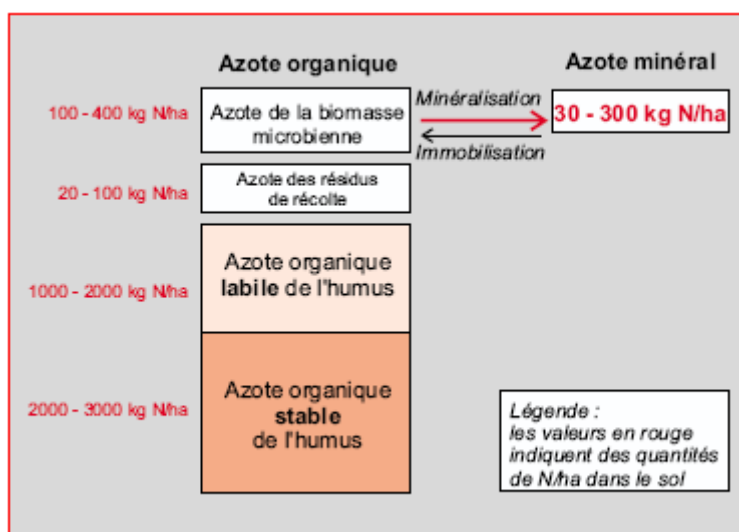 Azote organique
Azote minéral
100 - 400 kg N/ha
Azote de la biomasse
microbienne
Minéralisation
Immobilisation
30 - 300 kg N/ha
20 - 100 kg N/ha
Azote des résidus
de récolte
1000 - 2000 kg N/ha
Azote organique
labile de l'humus
2000 - 3000 kg N/ha
Azote organique
stable
de l'humus
Légende :
les valeurs en rouge
indiquent des quantités
de N/ha dans le sol